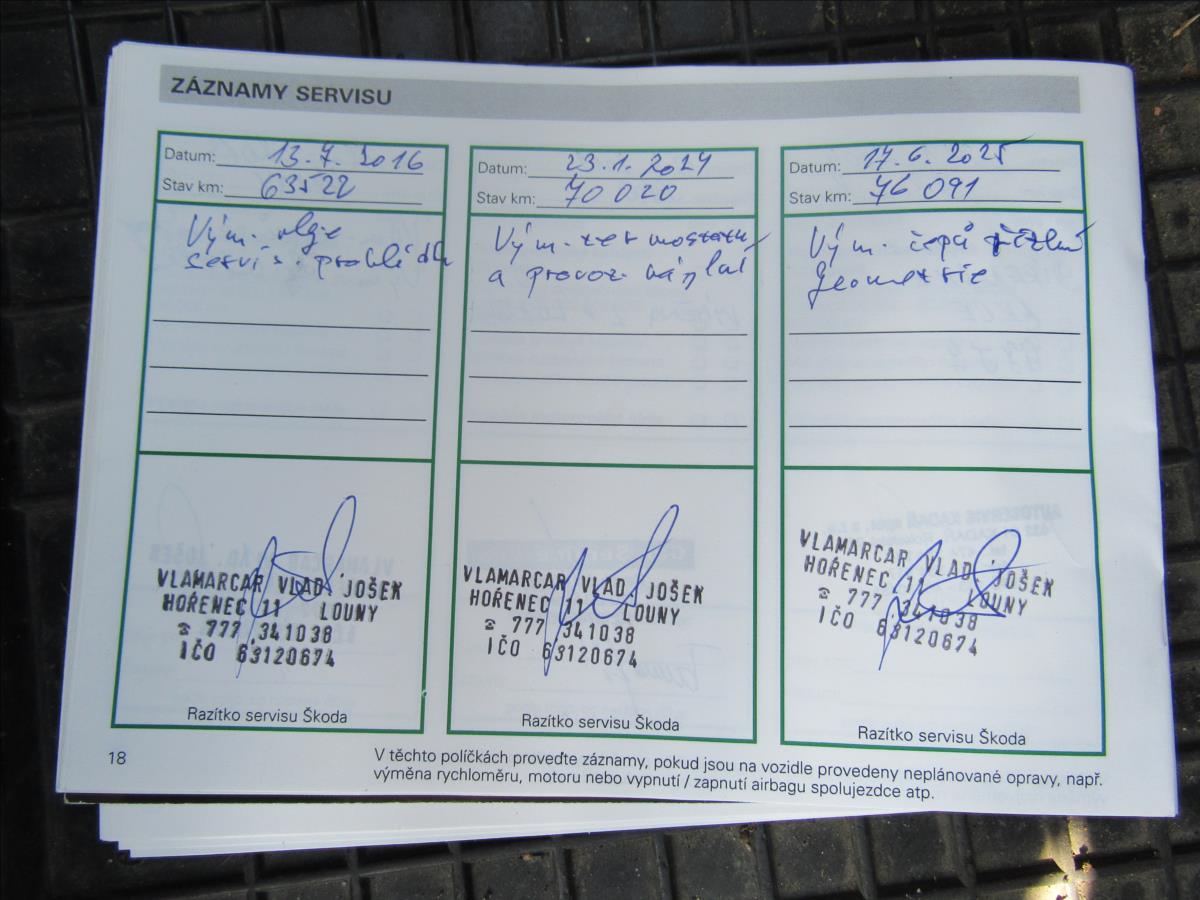 ZÁZNAMY SERVISU
Datum: 13.7.2016
Stav km: 63522
Vým. oleje
servis. prohlídka
VLAMARCAR VLAD. JOŠEK
HOŘENEC 11 LOUNY
☎ 777 341038
IČO 63120674
Razítko servisu Škoda
Datum: 23.1.2024
Stav km: 70 020
Vým.
a provoz. náplní
VLAMARCAR VLAD. JOŠEK
HOŘENEC 11 LOUNY
☎ 777 341038
IČO 63120674
Razítko servisu Škoda
Datum: 17.6.2025
Stav km: 76 091
Vým. čepů řízení
geometrie
VLAMARCAR VLAD. JOŠEK
HOŘENEC 11 LOUNY
☎ 777 341038
IČO 63120674
Razítko servisu Škoda
18
V těchto políčkách proveďte záznamy, pokud jsou na vozidle provedeny neplánované opravy, např.
výměna rychloměru, motoru nebo vypnutí / zapnutí airbagu spolujezdce atp.